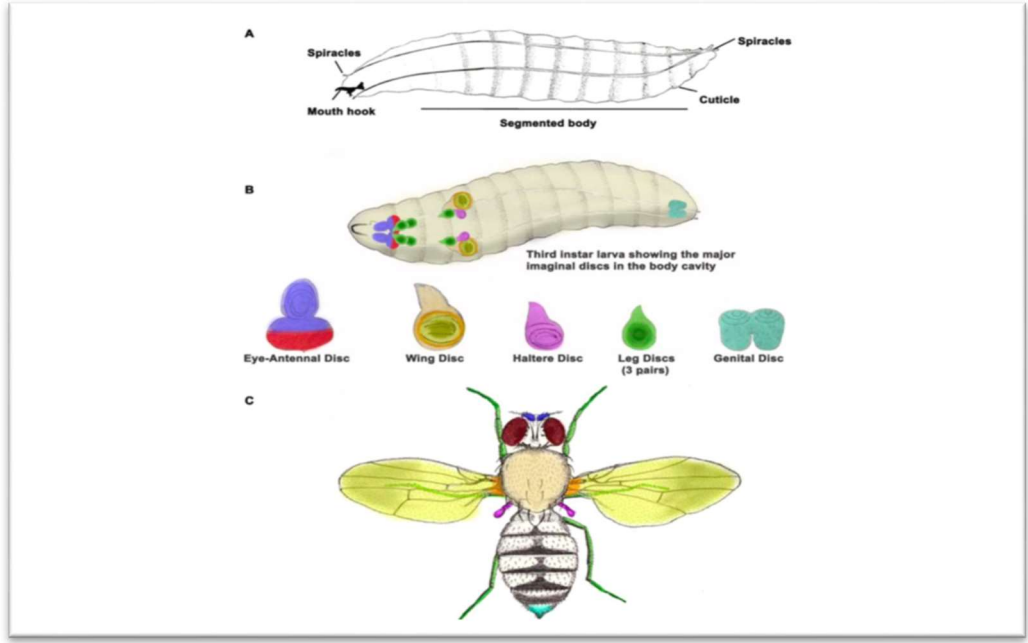 A
Spiracles
Spiracles
Mouth hook
Cuticle
Segmented body
B
Third instar larva showing the major
imaginal discs in the body cavity
Eye-Antennal Disc
Wing Disc
Haltere Disc
Leg Discs
(3 pairs)
Genital Disc
C